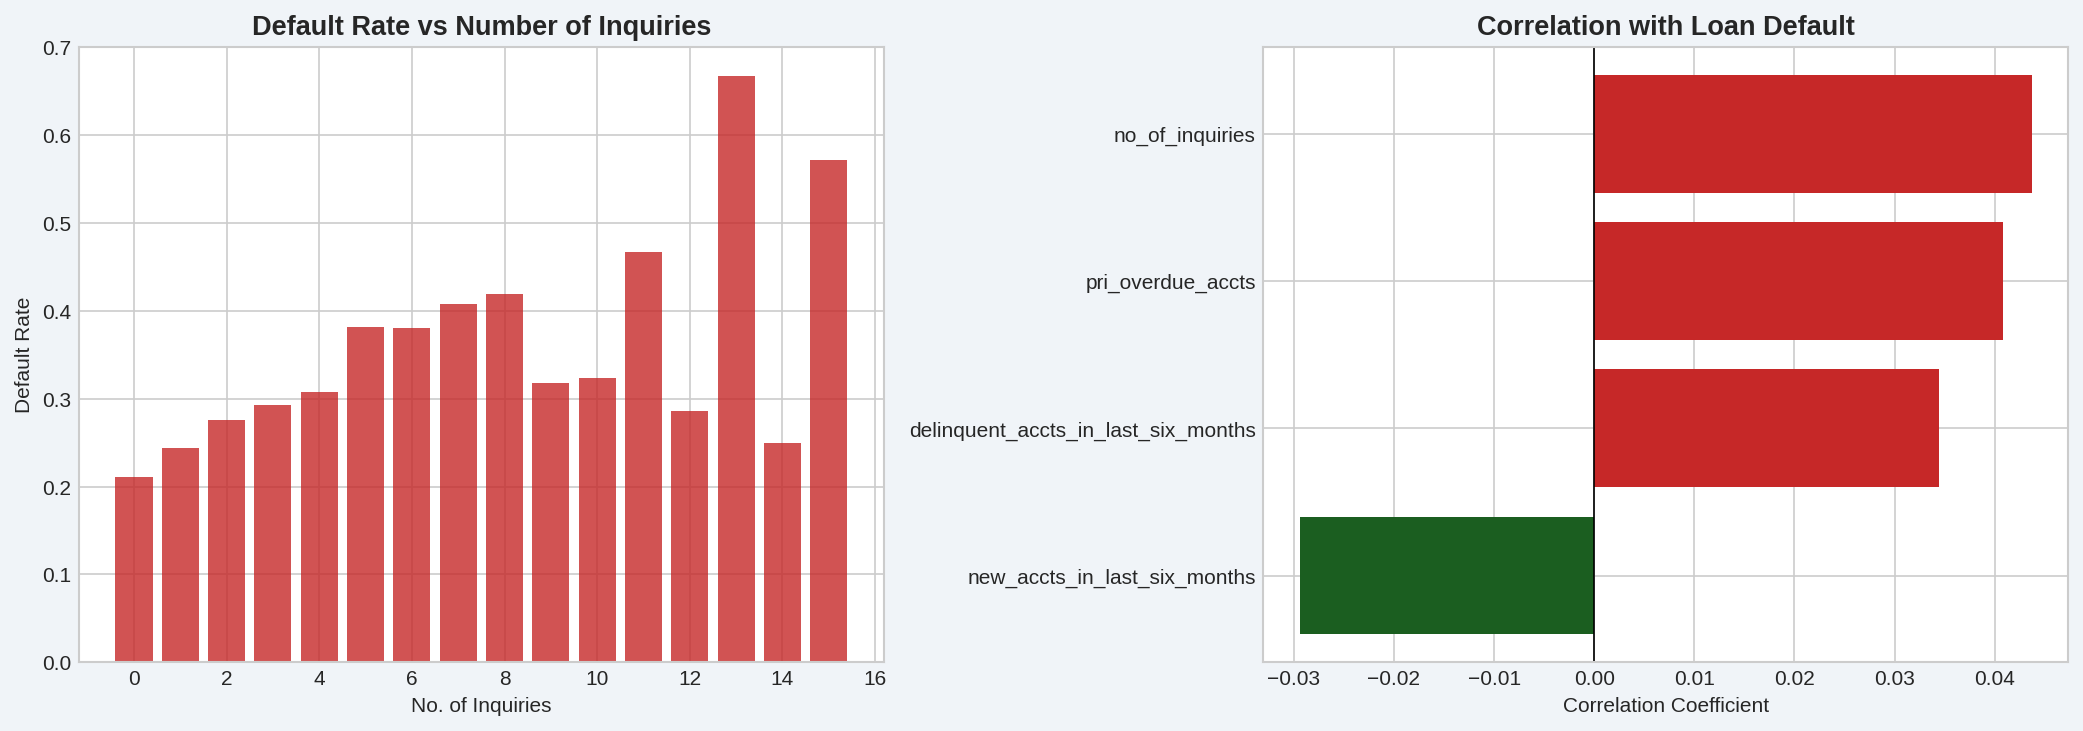 Default Rate vs Number of Inquiries
0.7
0.6
0.5
0.4
0.3
0.2
0.1
0.0
Default Rate
0 2 4 6 8 10 12 14 16
No. of Inquiries
Correlation with Loan Default
no_of_inquiries
pri_overdue_accts
delinquent_accts_in_last_six_months
new_accts_in_last_six_months
−0.03 −0.02 −0.01 0.00 0.01 0.02 0.03 0.04
Correlation Coefficient